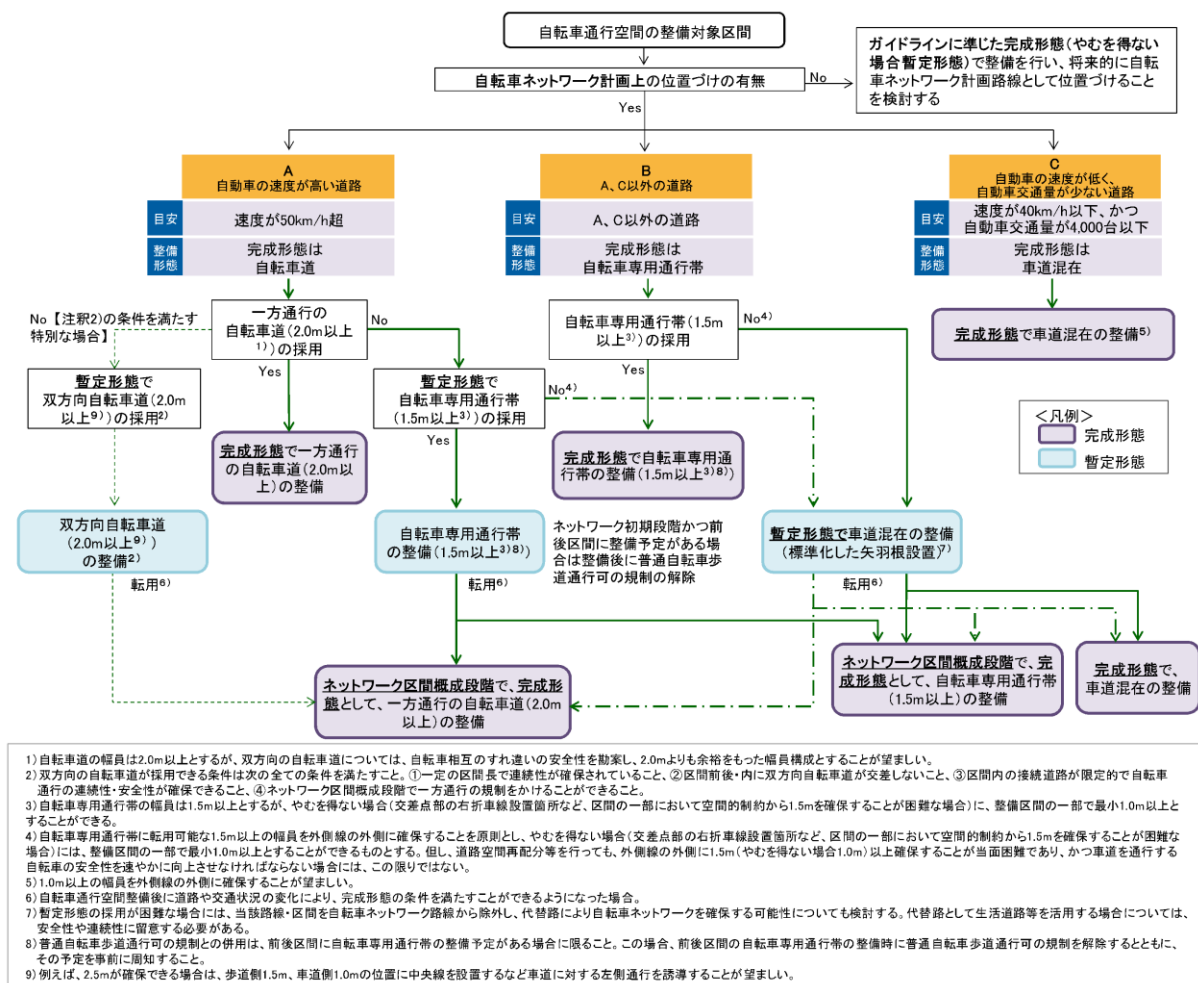 自転車通行空間の整備対象区間
自転車ネットワーク計画上の位置づけの有無
No
ガイドラインに準じた完成形態(やむを得ない
場合暫定形態)で整備を行い、将来的に自転
車ネットワーク計画路線として位置づけること
を検討する
Yes
A
自動車の速度が高い道路
目安
速度が50km/h超
整備
形態
完成形態は
自転車道
B
A、C以外の道路
目安
A、C以外の道路
整備
形態
完成形態は
自転車専用通行帯
C
自動車の速度が低く、
自動車交通量が少ない道路
目安
速度が40km/h以下、かつ
自動車交通量が4,000台以下
整備
形態
完成形態は
車道混在
No 【注釈2)の条件を満たす
特別な場合】
一方通行の
自転車道(2.0m以上
1))の採用
No
自転車専用通行帯(1.5m
以上3))の採用
No4)
完成形態で車道混在の整備5)
Yes
Yes
暫定形態で
双方向自転車道(2.0m
以上9))の採用2)
暫定形態で
自転車専用通行帯
(1.5m以上3))の採用
No4)
<凡例>
完成形態
暫定形態
Yes
完成形態で一方通行
の自転車道(2.0m以
上)の整備
完成形態で自転車専用通
行帯の整備(1.5m以上3)8))
双方向自転車道
(2.0m以上9))
の整備2)
自転車専用通行帯
の整備(1.5m以上3)8))
ネットワーク初期段階かつ前
後区間に整備予定がある場
合は整備後に普通自転車歩
道通行可の規制の解除
暫定形態で車道混在の整備
(標準化した矢羽根設置)7)
転用6)
転用6)
転用6)
ネットワーク区間概成段階で、完成形
態として、一方通行の自転車道(2.0m
以上)の整備
ネットワーク区間概成段階で、完
成形態として、自転車専用通行帯
(1.5m以上)の整備
完成形態で、
車道混在の整備
1)自転車道の幅員は2.0m以上とするが、双方向の自転車道については、自転車相互のすれ違いの安全性を勘案し、2.0mよりも余裕をもった幅員構成とすることが望ましい。
2)双方向の自転車道が採用できる条件は次の全ての条件を満たすこと。①一定の区間長で連続性が確保されていること、②区間前後・内に双方向自転車道が交差しないこと、③区間内の接続道路が限定的で自転車
通行の連続性・安全性が確保できること、④ネットワーク区間概成段階で一方通行の規制をかけることができること。
3)自転車専用通行帯の幅員は1.5m以上とするが、やむを得ない場合(交差点部の右折車線設置箇所など、区間の一部において空間的制約から1.5mを確保することが困難な場合)に、整備区間の一部で最小1.0m以上と
することができる。
4)自転車専用通行帯に転用可能な1.5m以上の幅員を外側線の外側に確保することを原則とし、やむを得ない場合(交差点部の右折車線設置箇所など、区間の一部において空間的制約から1.5mを確保することが困難な
場合)には、整備区間の一部で最小1.0m以上とすることができるものとする。但し、道路空間再配分等を行っても、外側線の外側に1.5m(やむを得ない場合1.0m)以上確保することが当面困難であり、かつ車道を通行する
自転車の安全性を速やかに向上させなければならない場合には、この限りではない。
5)1.0m以上の幅員を外側線の外側に確保することが望ましい。
6)自転車通行空間整備後に道路や交通状況の変化により、完成形態の条件を満たすことができるようになった場合。
7)暫定形態の採用が困難な場合には、当該路線・区間を自転車ネットワーク路線から除外し、代替路により自転車ネットワークを確保する可能性についても検討する。代替路として生活道路等を活用する場合については、
安全性や連続性に留意する必要がある。
8)普通自転車歩道通行可の規制との併用は、前後区間に自転車専用通行帯の整備予定がある場合に限ること。この場合、前後区間の自転車専用通行帯の整備時に普通自転車歩道通行可の規制を解除するとともに、
その予定を事前に周知すること。
9)例えば、2.5mが確保できる場合は、歩道側1.5m、車道側1.0mの位置に中央線を設置するなど車道に対する左側通行を誘導することが望ましい。